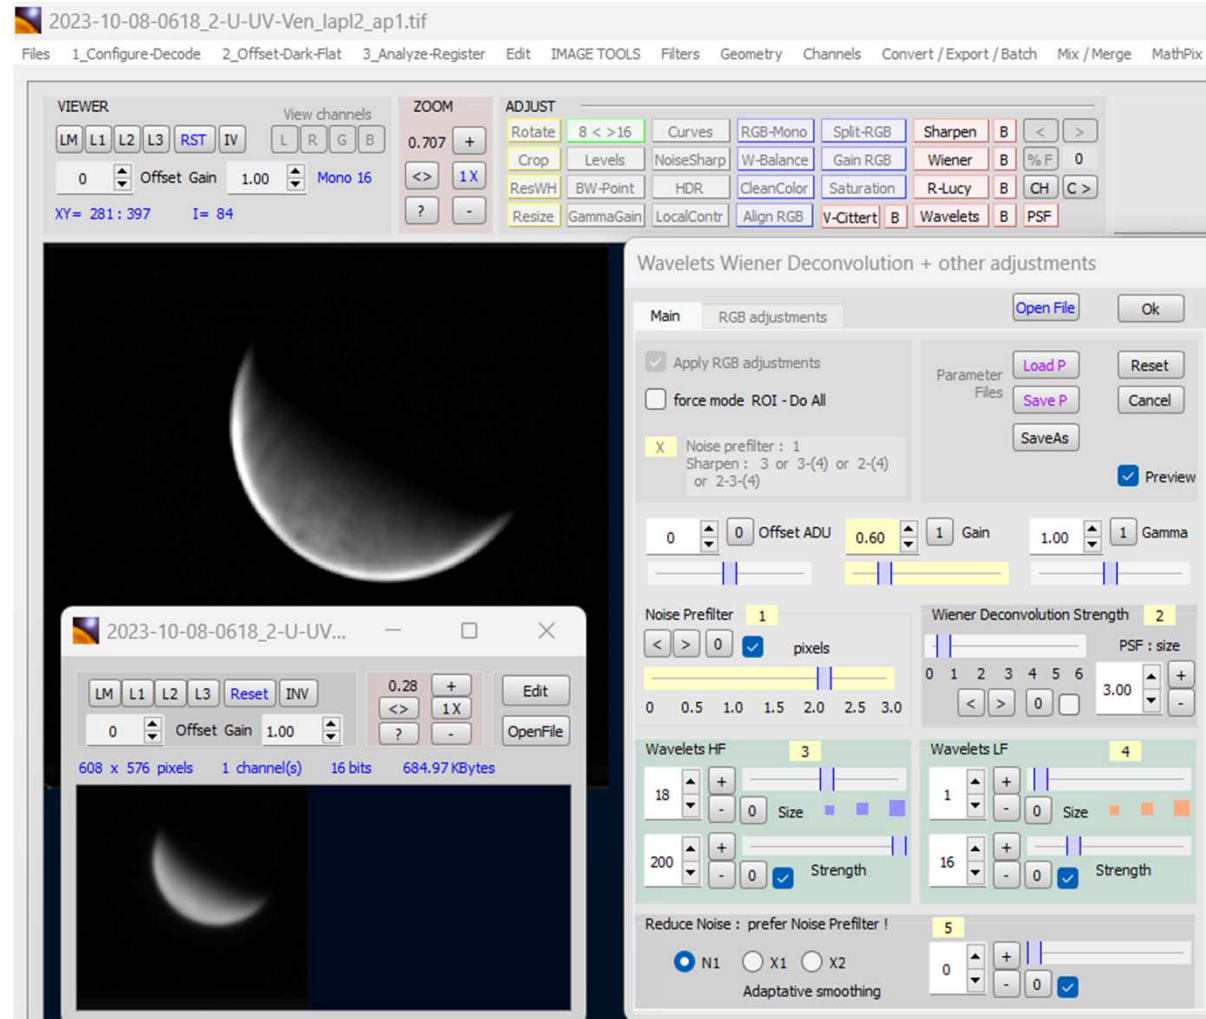 2023-10-08-0618_2-U-UV-Ven_lapl2_ap1.tif
Files 1_Configure-Decode 2_Offset-Dark-Flat 3_Analyze-Register Edit IMAGE TOOLS Filters Geometry Channels Convert / Export / Batch Mix / Merge MathPix
VIEWER View channels ZOOM ADJUST
LM L1 L2 L3 RST IV L R G B 0.707 + Rotate 8 < >16 Curves RGB-Mono Split-RGB Sharpen B < >
0 Offset Gain 1.00 Mono 16 <> 1 X Crop Levels NoiseSharp W-Balance Gain RGB Wiener B % F 0
ResWH BW-Point HDR CleanColor Saturation R-Lucy B CH C >
XY= 281 : 397 I= 84 ? - Resize GammaGain LocalContr Align RGB V-Cittert B Wavelets B PSF
Wavelets Wiener Deconvolution + other adjustments
Main RGB adjustments Open File Ok
Apply RGB adjustments
Parameter Files Load P Reset
force mode ROI - Do All Save P Cancel
SaveAs
X Noise prefilter : 1
Sharpen : 3 or 3-(4) or 2-(4)
or 2-3-(4)
Preview
0 0 Offset ADU 0.60 1 Gain 1.00 1 Gamma
Noise Prefilter 1
< > 0 pixels
0 0.5 1.0 1.5 2.0 2.5 3.0
Wiener Deconvolution Strength 2
PSF : size
0 1 2 3 4 5 6
< > 0 3.00 + -
Wavelets HF 3
18 + - 0 Size
200 + - 0 Strength
Wavelets LF 4
1 + - 0 Size
16 + - 0 Strength
Reduce Noise : prefer Noise Prefilter ! 5
N1 X1 X2 0 + - 0
Adaptative smoothing
2023-10-08-0618_2-U-UV...
LM L1 L2 L3 Reset INV 0.28 + Edit
<> 1 X
0 Offset Gain 1.00 ? - OpenFile
608 x 576 pixels 1 channel(s) 16 bits 684.97 KBytes